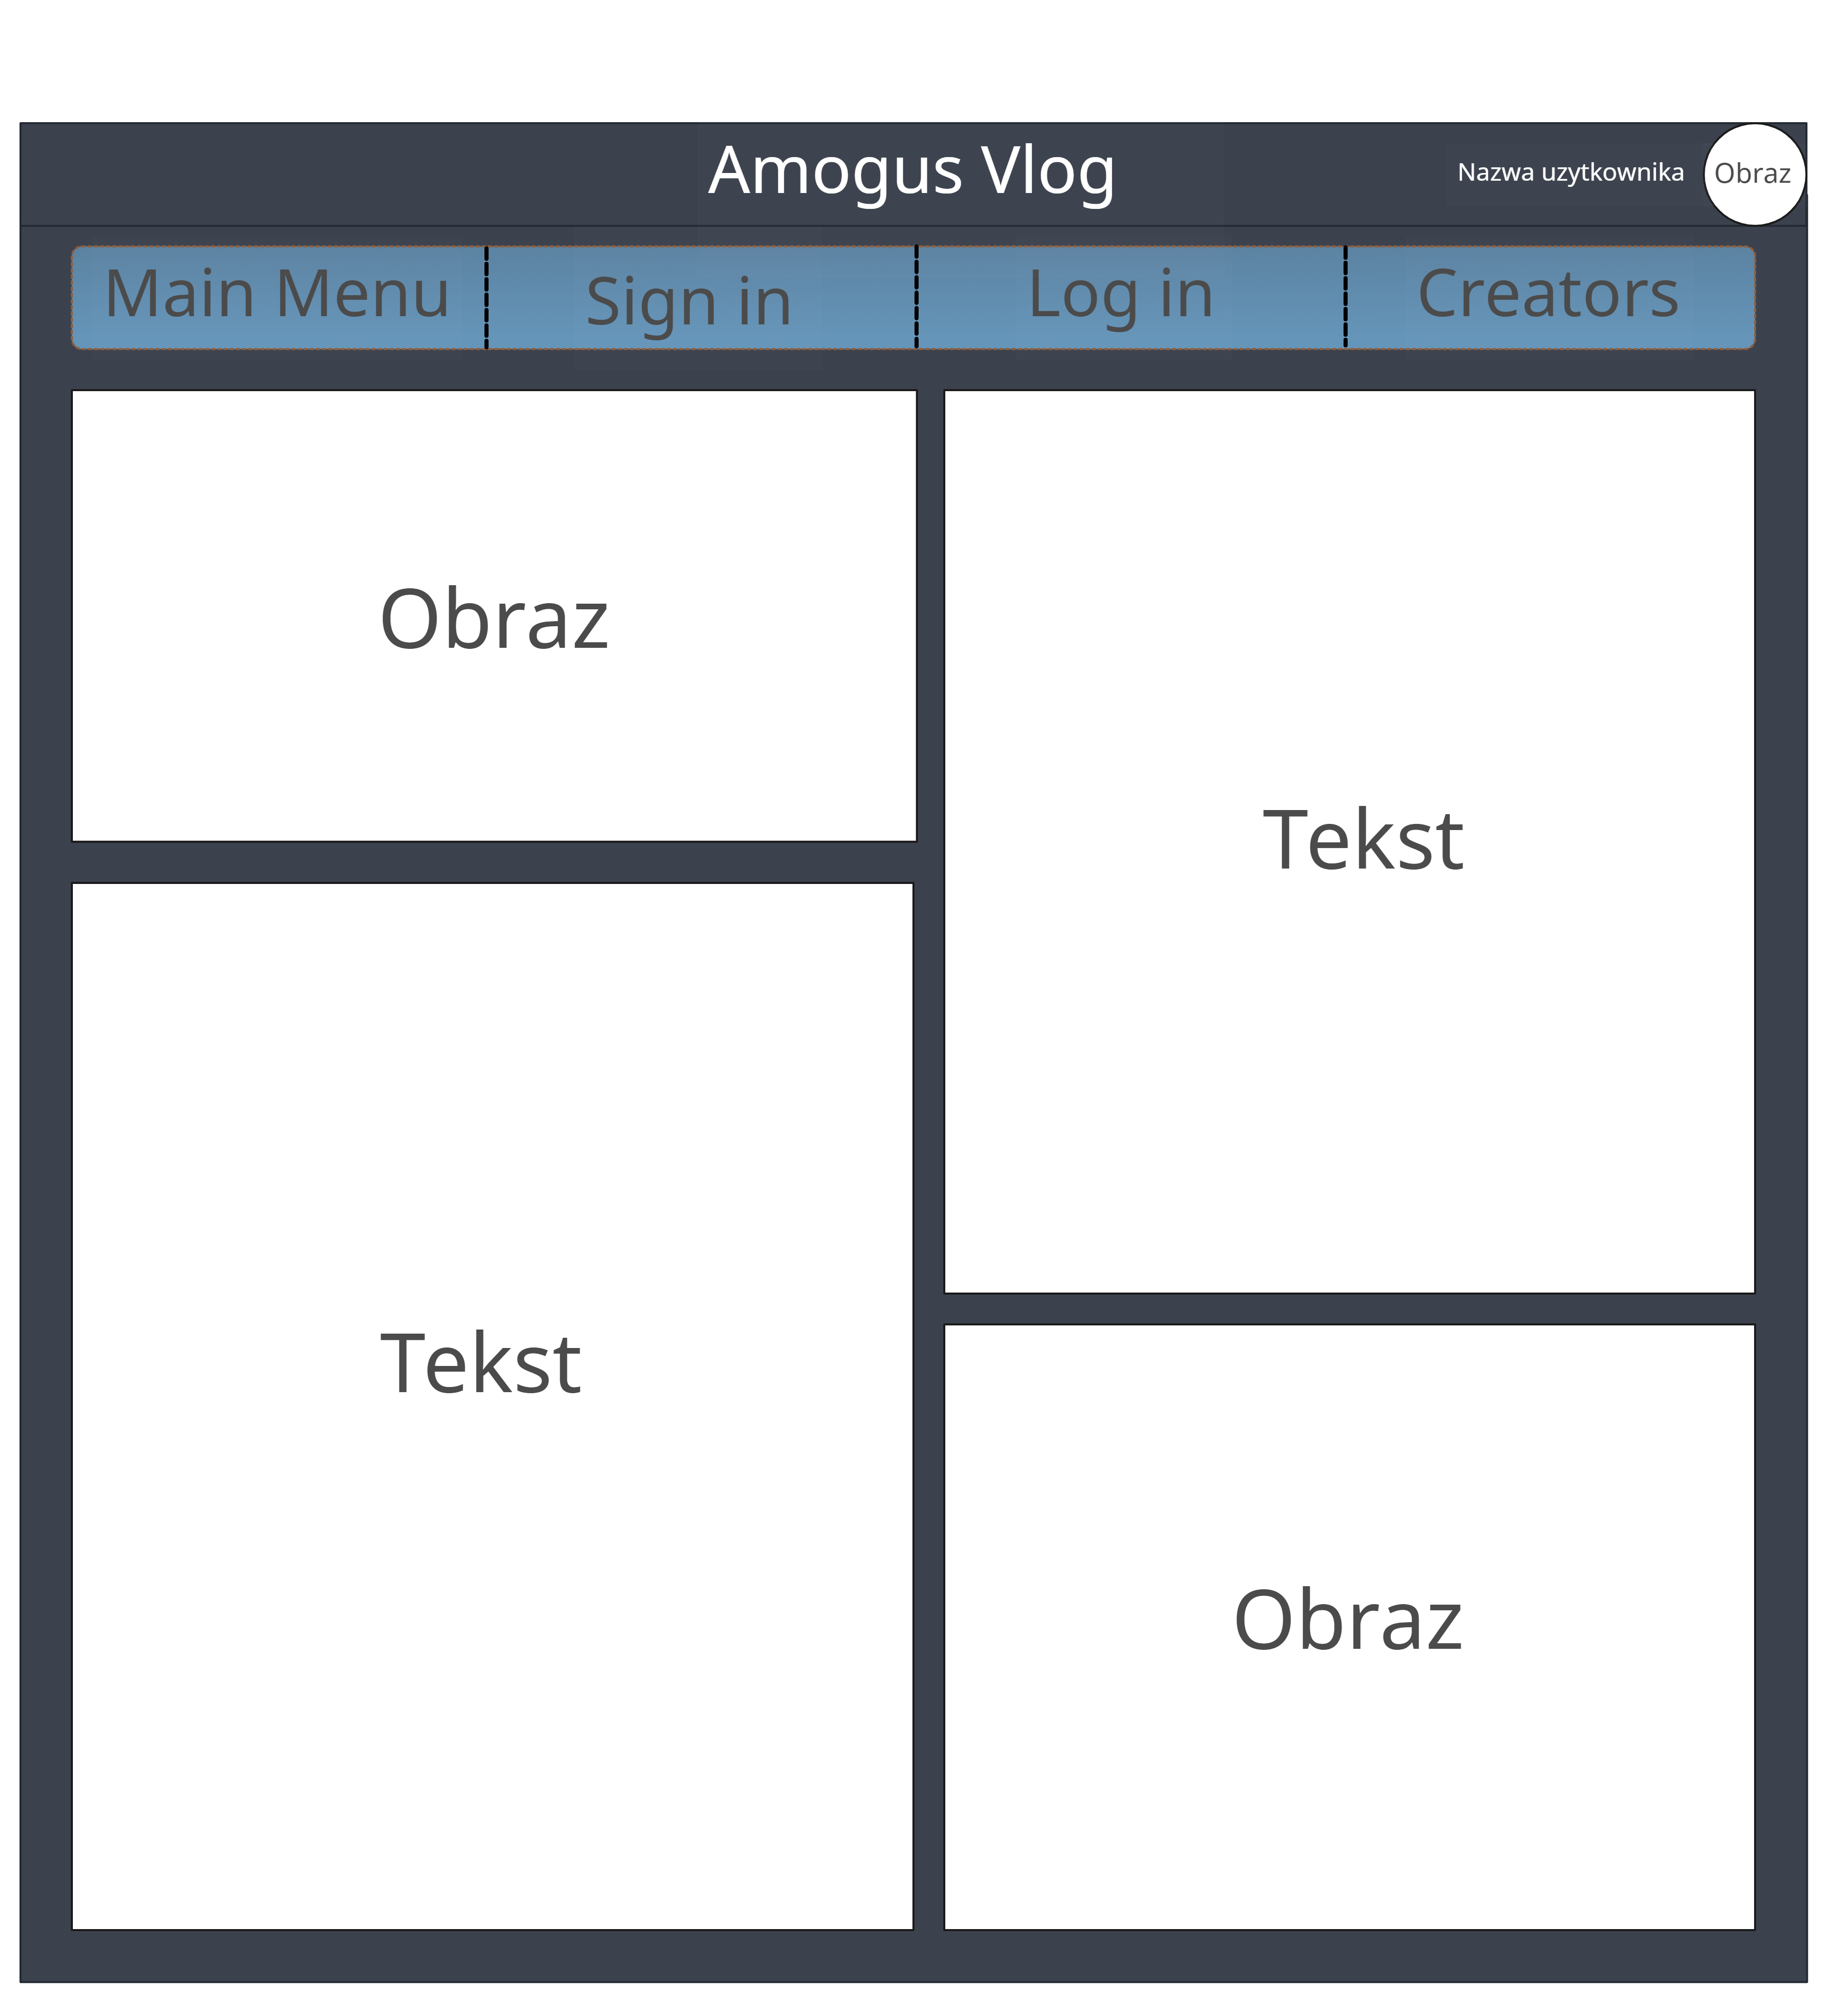 Amogus Vlog
Nazwa uzytkownika
Obraz
Main Menu
Sign in
Log in
Creators
Obraz
Tekst
Tekst
Obraz